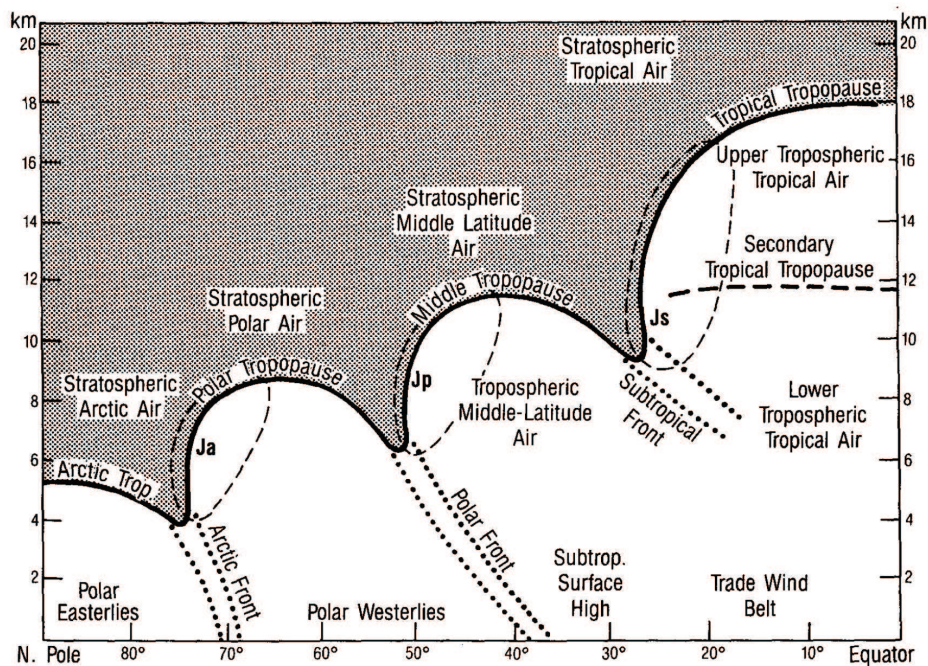 km
km
20
18
16
14
12
10
8
6
4
2
20
18
16
14
12
10
8
6
4
2
Stratospheric
Tropical Air
Tropical Tropopause
Upper Tropospheric
Tropical Air
Stratospheric
Middle Latitude
Air
Secondary
Tropical Tropopause
Stratospheric
Polar Air
Middle Tropopause
Js
Stratospheric
Arctic Air
Polar Tropopause
Jp
Tropospheric
Middle-Latitude
Air
Subtropical
Front
Lower
Tropospheric
Tropical Air
Ja
Arctic Trop
Arctic Front
Polar Front
Polar
Easterlies
Polar Westerlies
Subtrop.
Surface
High
Trade Wind
Belt
N. Pole 80° 70° 60° 50° 40° 30° 20° 10° Equator